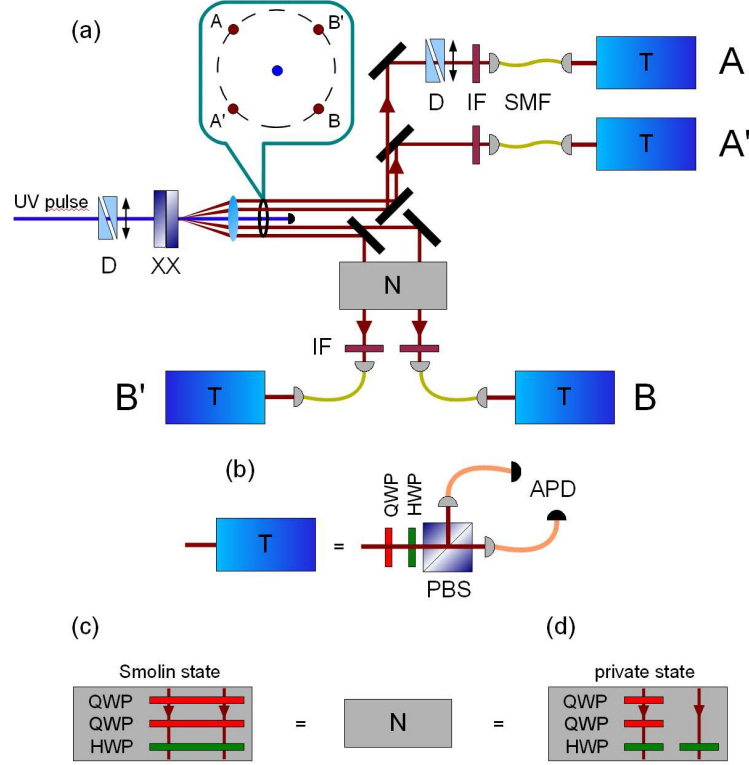 (a)
A
B'
A'
B
D
IF
SMF
T
A
T
A'
UV pulse
D
XX
N
IF
B'
T
T
B
(b)
T
=
QWP
HWP
PBS
APD
(c)
(d)
Smolin state
private state
QWP
QWP
HWP
=
N
=
QWP
QWP
HWP